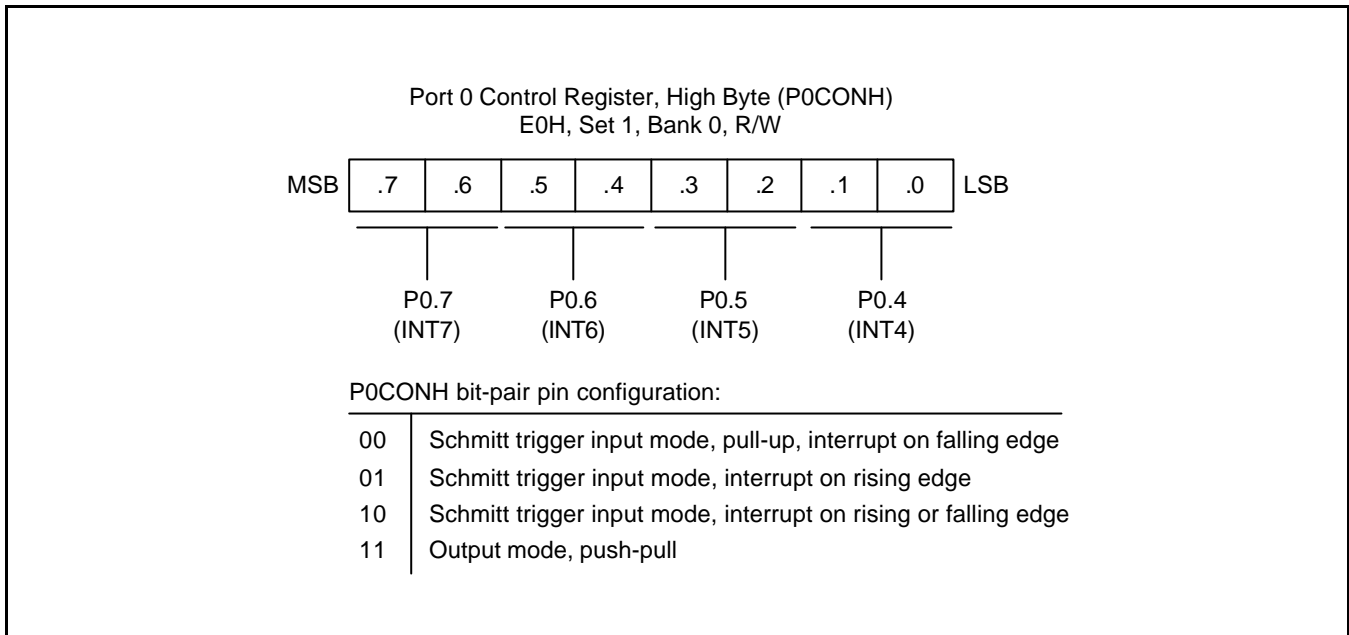 Port 0 Control Register, High Byte (P0CONH)
E0H, Set 1, Bank 0, R/W
MSB .7 .6 .5 .4 .3 .2 .1 .0 LSB
P0.7 P0.6 P0.5 P0.4
(INT7) (INT6) (INT5) (INT4)
P0CONH bit-pair pin configuration:
00 Schmitt trigger input mode, pull-up, interrupt on falling edge
01 Schmitt trigger input mode, interrupt on rising edge
10 Schmitt trigger input mode, interrupt on rising or falling edge
11 Output mode, push-pull